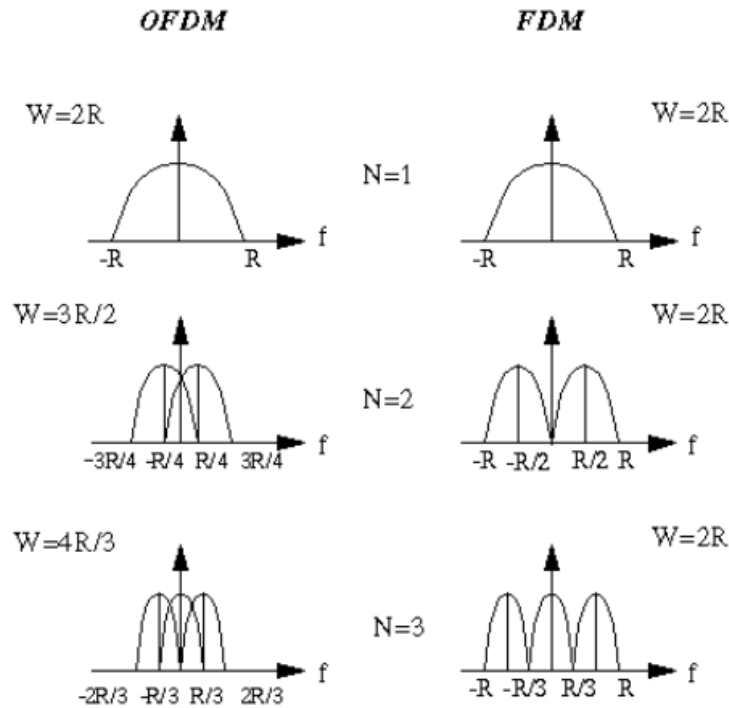 OFDM FDM
W=2R W=2R
N=1
-R R f -R R f
W=3R/2 W=2R
N=2
-3R/4 -R/4 R/4 3R/4 f -R -R/2 R/2 R f
W=4R/3 W=2R
N=3
-2R/3 -R/3 R/3 2R/3 f -R -R/3 R/3 R f